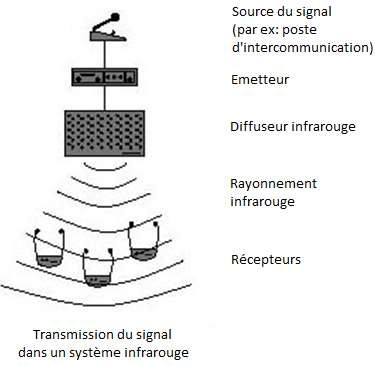 Source du signal
(par ex: poste
d'intercommunication)
Emetteur
Diffuseur infrarouge
Rayonnement
infrarouge
Récepteurs
Transmission du signal
dans un système infrarouge